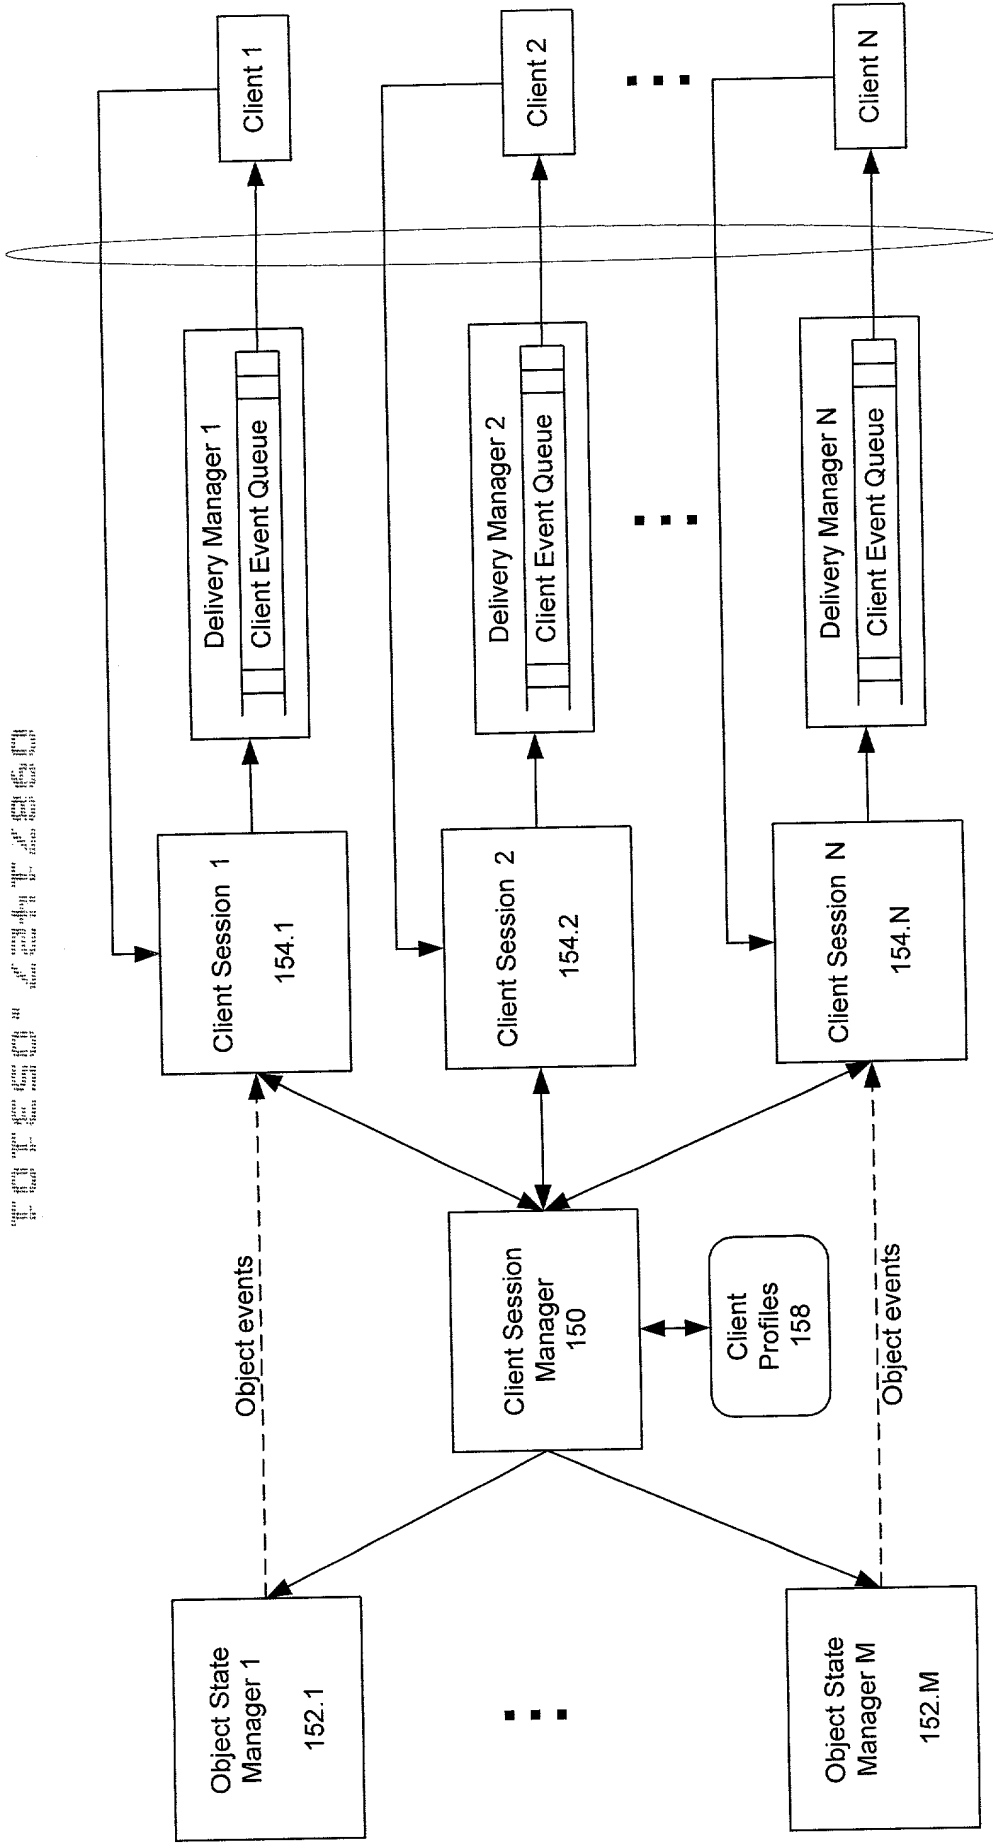 Object State
Manager 1
152.1
Object State
Manager M
152.M
Object events
Object events
Client Session
Manager
150
Client
Profiles
158
Client Session 1
154.1
Client Session 2
154.2
Client Session N
154.N
Delivery Manager 1
Client Event Queue
Delivery Manager 2
Client Event Queue
Delivery Manager N
Client Event Queue
Client 1
Client 2
Client N